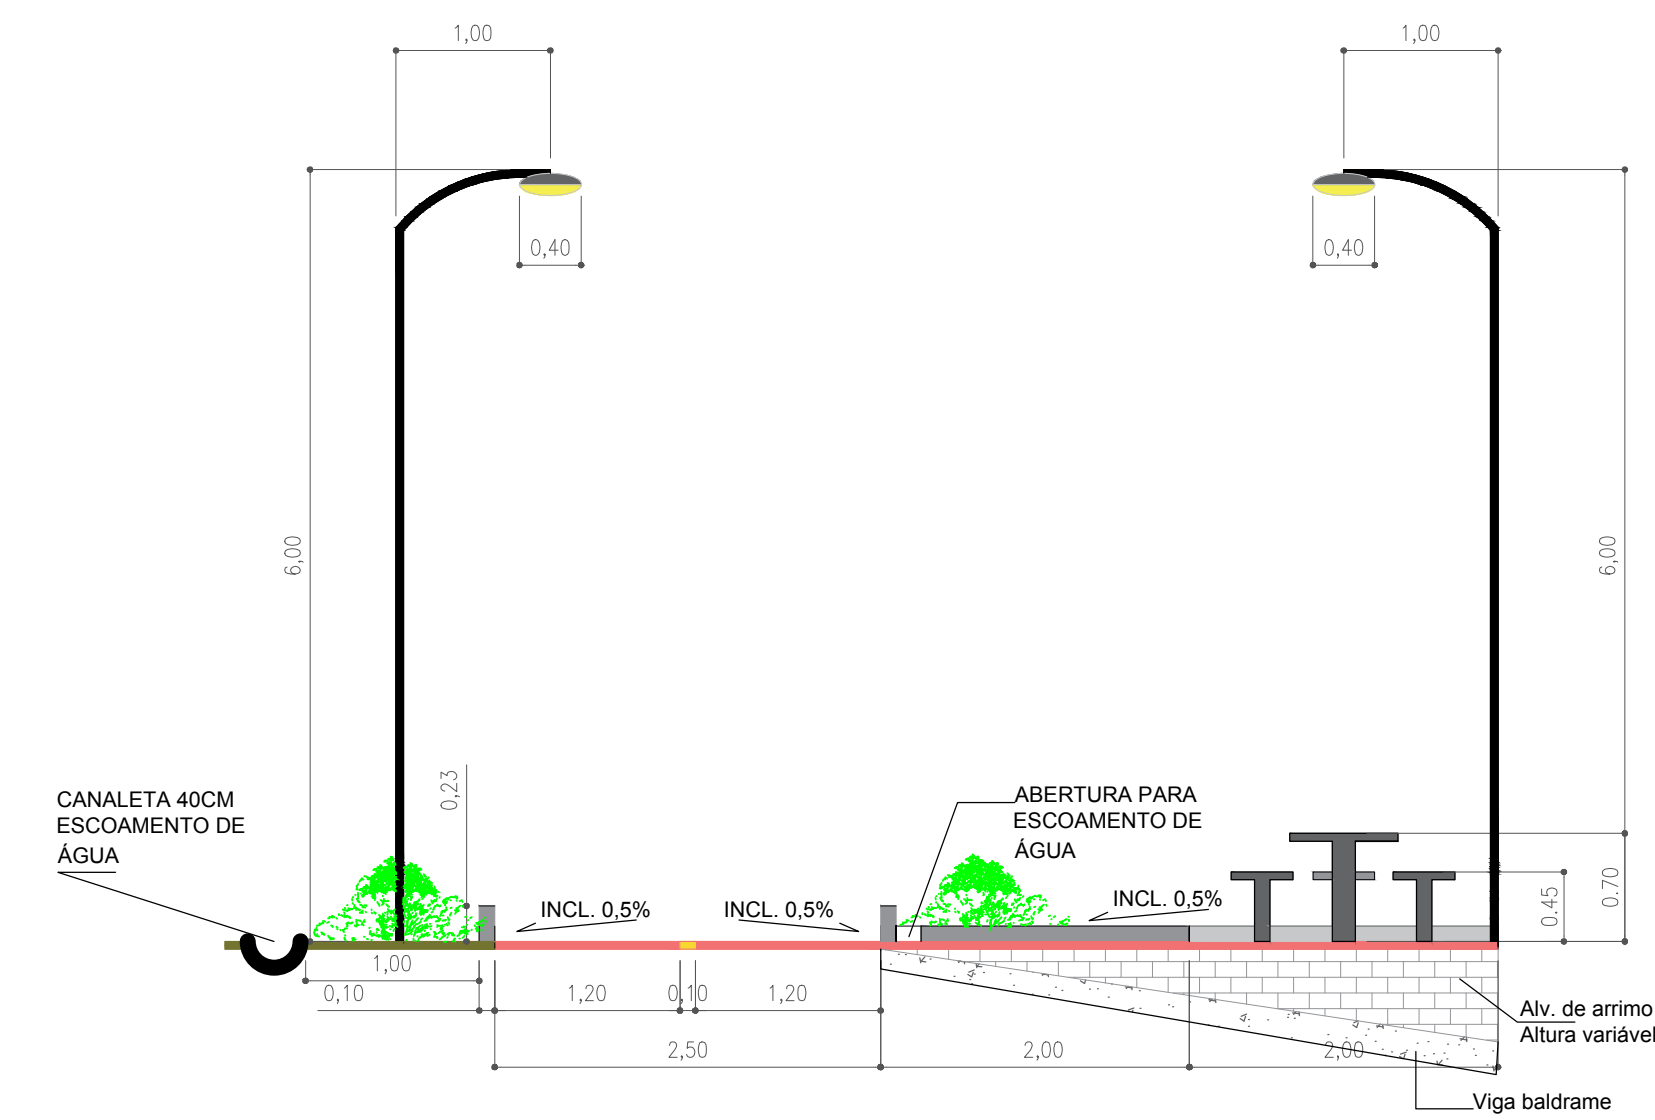 1,00
1,00
0,40
0,40
6,00
6,00
0,23
CANALETA 40CM
ESCOAMENTO DE
ÁGUA
ABERTURA PARA
ESCOAMENTO DE
ÁGUA
INCL. 0,5%
INCL. 0,5%
INCL. 0,5%
0.45
0.70
1,00
0,10
1,20
0,10
1,20
Alv. de arrimo
Altura variável
2,50
2,00
2,00
Viga baldrame